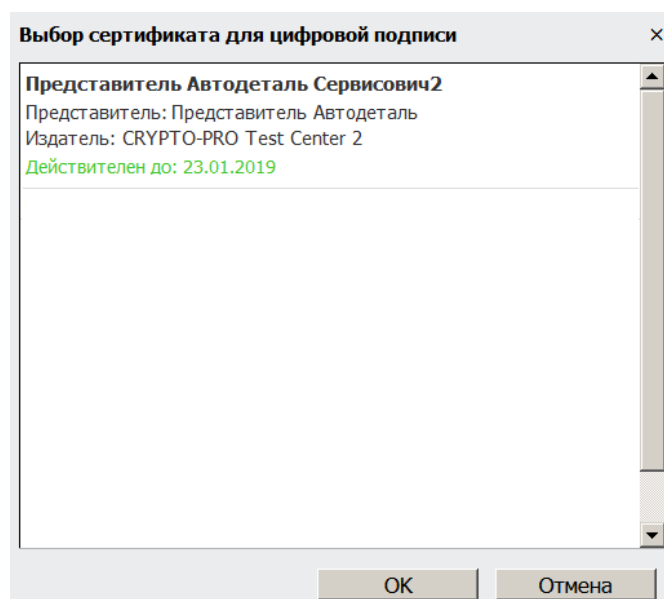 Выбор сертификата для цифровой подписи ×
Представитель Автодеталь Сервисович2
Представитель: Представитель Автодеталь
Издатель: CRYPTO-PRO Test Center 2
Действителен до: 23.01.2019
OK Отмена